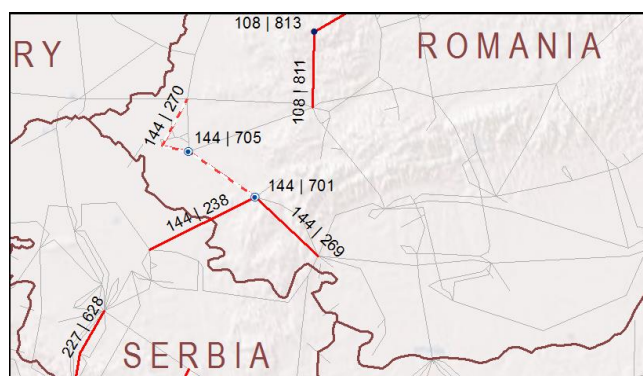 108 | 813
RY
ROMANIA
108 | 811
144 | 270
144 | 705
144 | 701
144 | 238
144 | 269
227 | 628
SERBIA